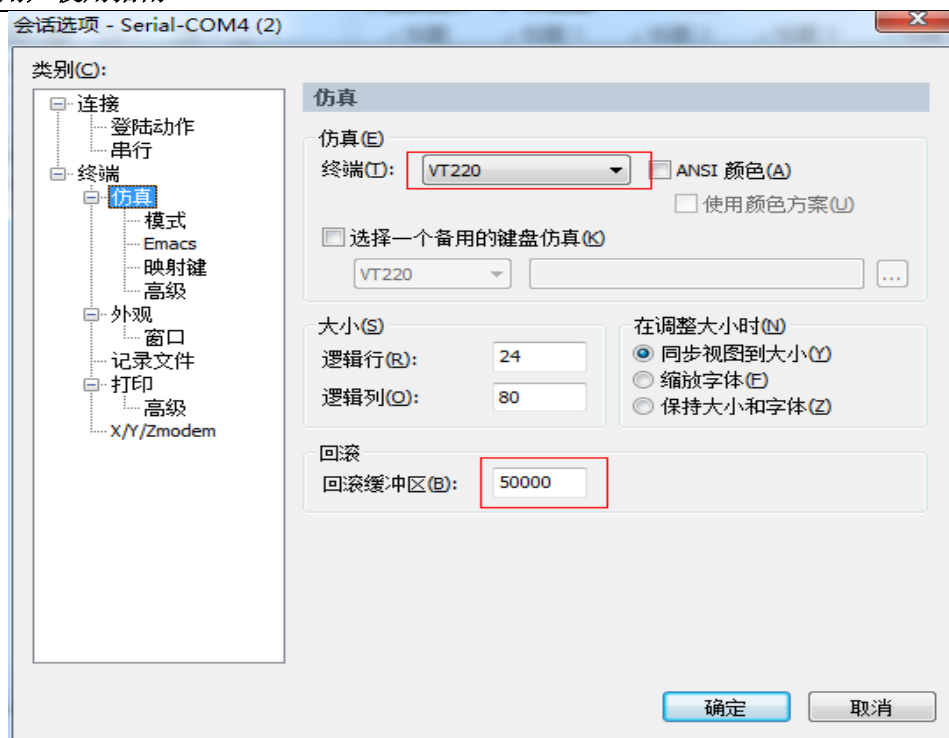 会话选项 - Serial-COM4 (2)
类别(C):
连接
登陆动作
串行
终端
仿真
模式
Emacs
映射键
高级
外观
窗口
记录文件
打印
高级
X/Y/Zmodem
仿真
仿真(E)
终端(T): VT220 ANSI 颜色(A)
使用颜色方案(U)
选择一个备用的键盘仿真(K)
VT220 ...
大小(S)
逻辑行(R): 24
逻辑列(O): 80
在调整大小时(N)
同步视图到大小(Y)
缩放字体(F)
保持大小和字体(Z)
回滚
回滚缓冲区(B): 50000
确定 取消